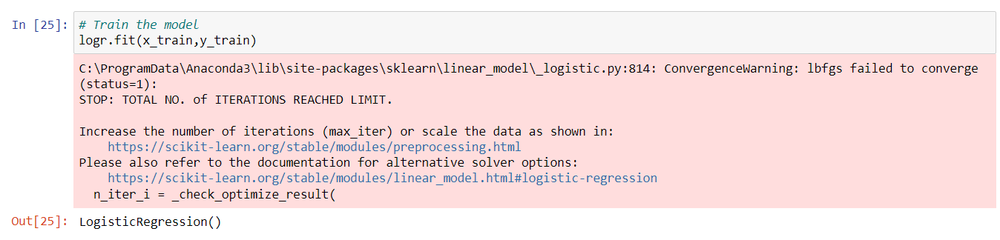 In [25]: # Train the model
logr.fit(x_train,y_train)
C:\ProgramData\Anaconda3\lib\site-packages\sklearn\linear_model\_logistic.py:814: ConvergenceWarning: lbfgs failed to converge
(status=1):
STOP: TOTAL NO. of ITERATIONS REACHED LIMIT.
Increase the number of iterations (max_iter) or scale the data as shown in:
https://scikit-learn.org/stable/modules/preprocessing.html
Please also refer to the documentation for alternative solver options:
https://scikit-learn.org/stable/modules/linear_model.html#logistic-regression
n_iter_i = _check_optimize_result(
Out[25]: LogisticRegression()